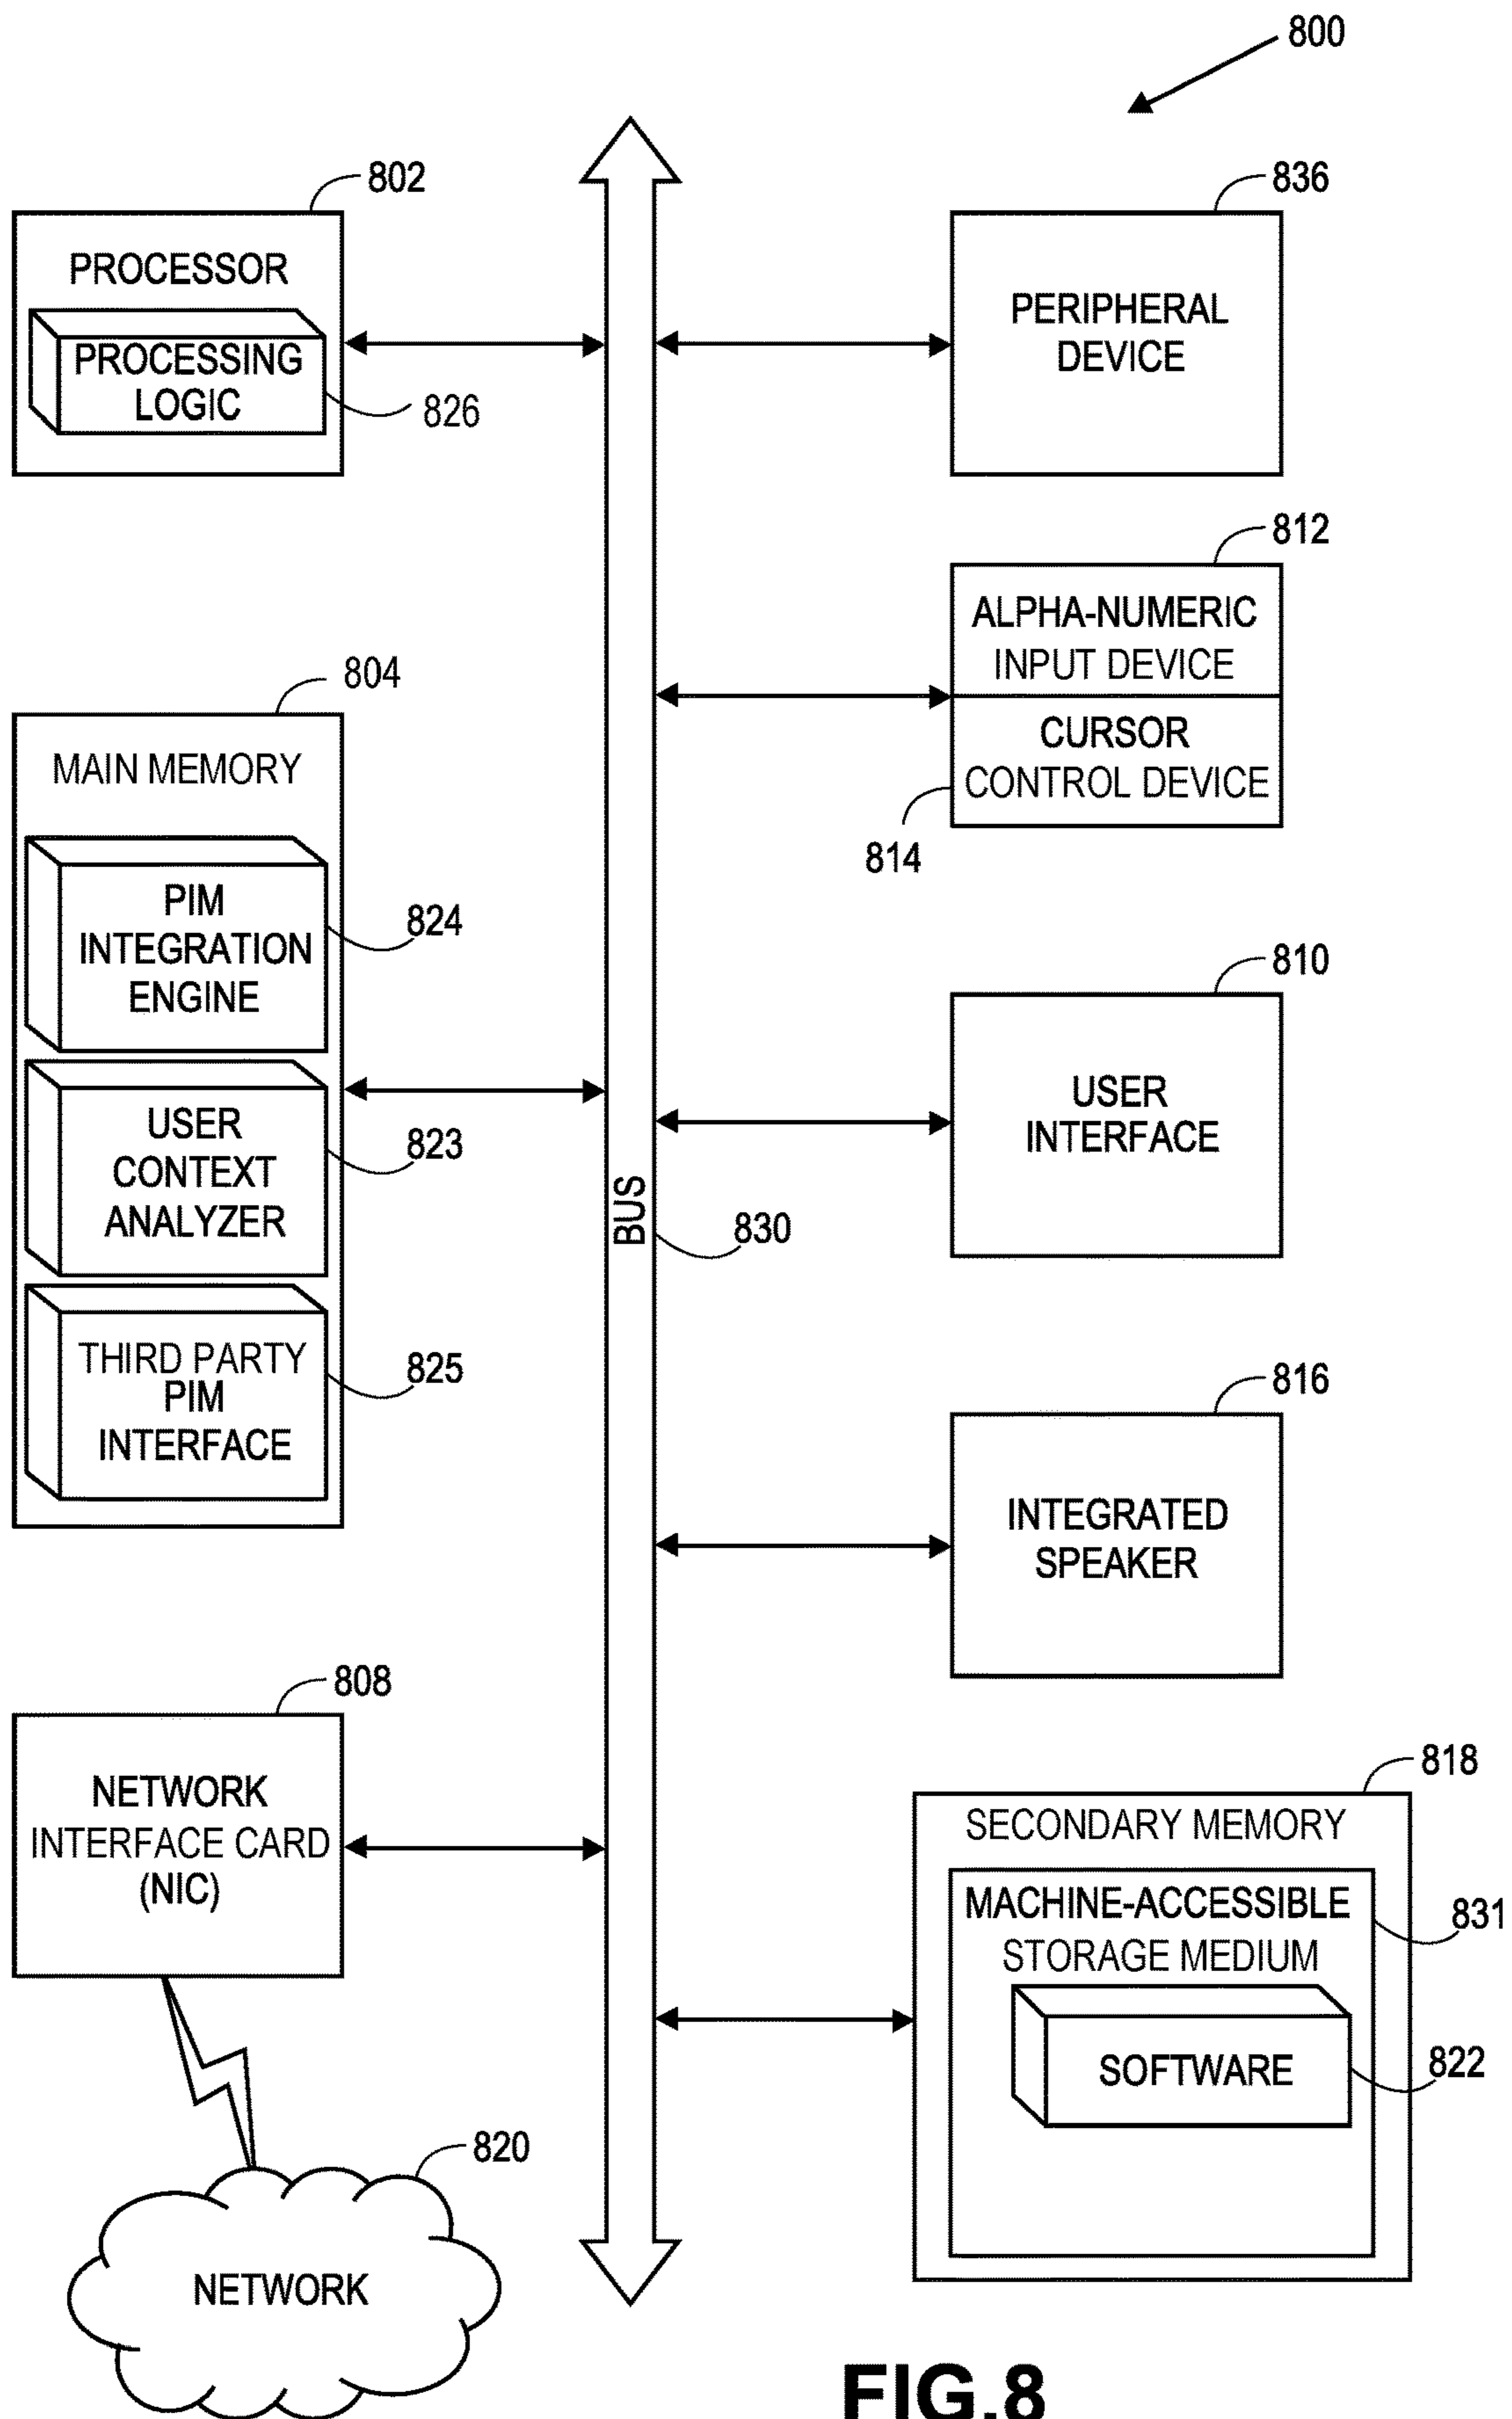 800
802
PROCESSOR
PROCESSING
LOGIC
826
836
PERIPHERAL
DEVICE
812
ALPHA-NUMERIC
INPUT DEVICE
CURSOR
CONTROL DEVICE
814
804
MAIN MEMORY
PIM
INTEGRATION
ENGINE
824
USER
CONTEXT
ANALYZER
823
THIRD PARTY
PIM
INTERFACE
825
BUS
830
810
USER
INTERFACE
816
INTEGRATED
SPEAKER
808
NETWORK
INTERFACE CARD
(NIC)
818
SECONDARY MEMORY
MACHINE-ACCESSIBLE
STORAGE MEDIUM
831
SOFTWARE
822
820
NETWORK
FIG.8